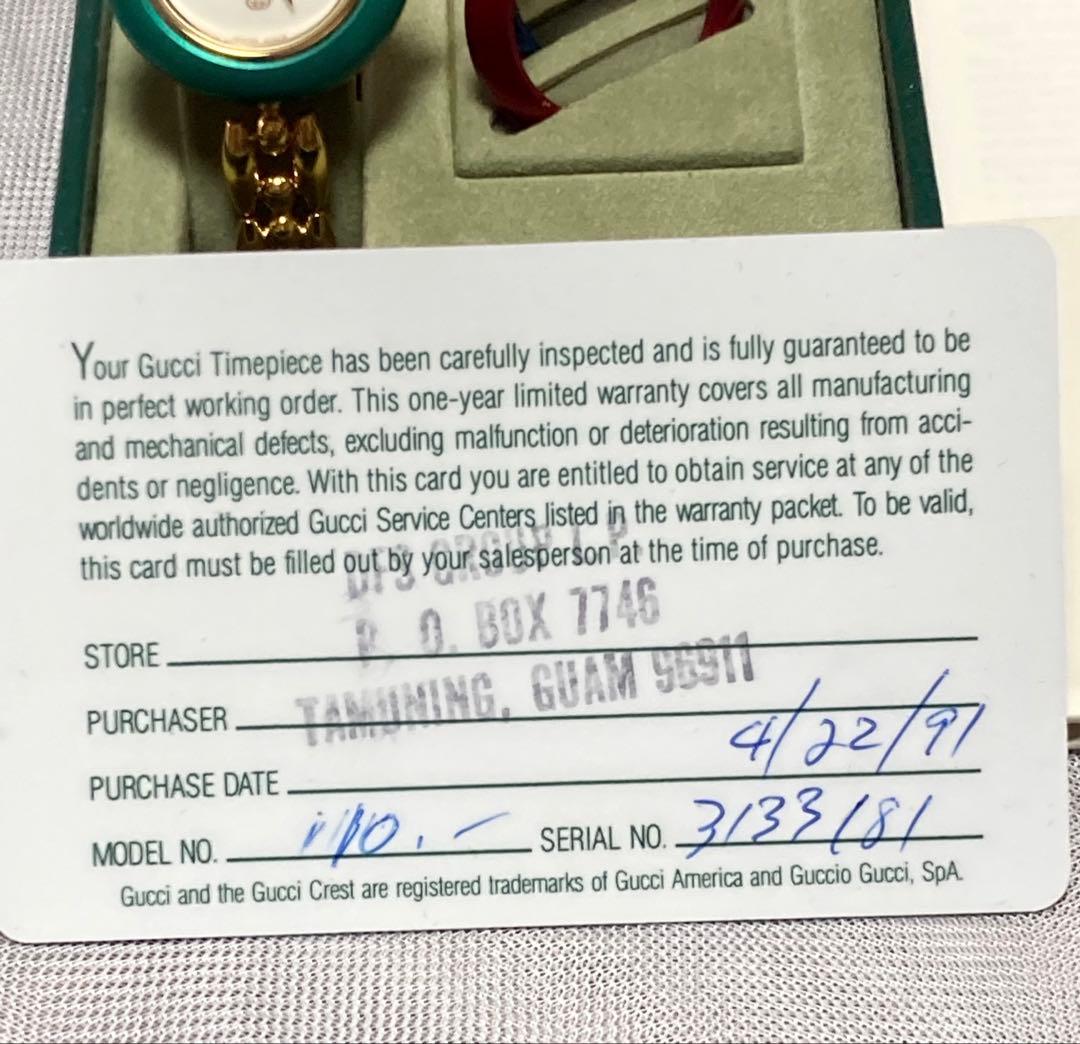 Your Gucci Timepiece has been carefully inspected and is fully guaranteed to be
in perfect working order. This one-year limited warranty covers all manufacturing
and mechanical defects, excluding malfunction or deterioration resulting from acci-
dents or negligence. With this card you are entitled to obtain service at any of the
worldwide authorized Gucci Service Centers listed in the warranty packet. To be valid,
this card must be filled out by your salesperson at the time of purchase.
DFS GROUP L.P.
P. O. BOX 7746
STORE
TAMUNING, GUAM 96911
PURCHASER
PURCHASE DATE 4/22/91
MODEL NO. SERIAL NO. 3133181
Gucci and the Gucci Crest are registered trademarks of Gucci America and Guccio Gucci, SpA.